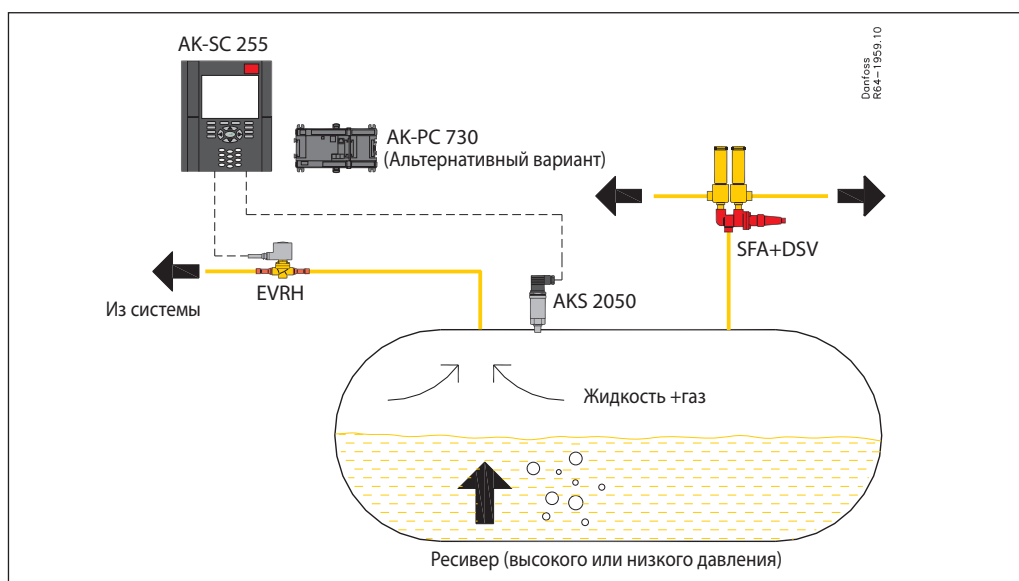 AK-SC 255
AK-PC 730
(Альтернативный вариант)
Danfoss
R64-1959.10
SFA+DSV
EVRH
AKS 2050
Из системы
Жидкость +газ
Ресивер (высокого или низкого давления)